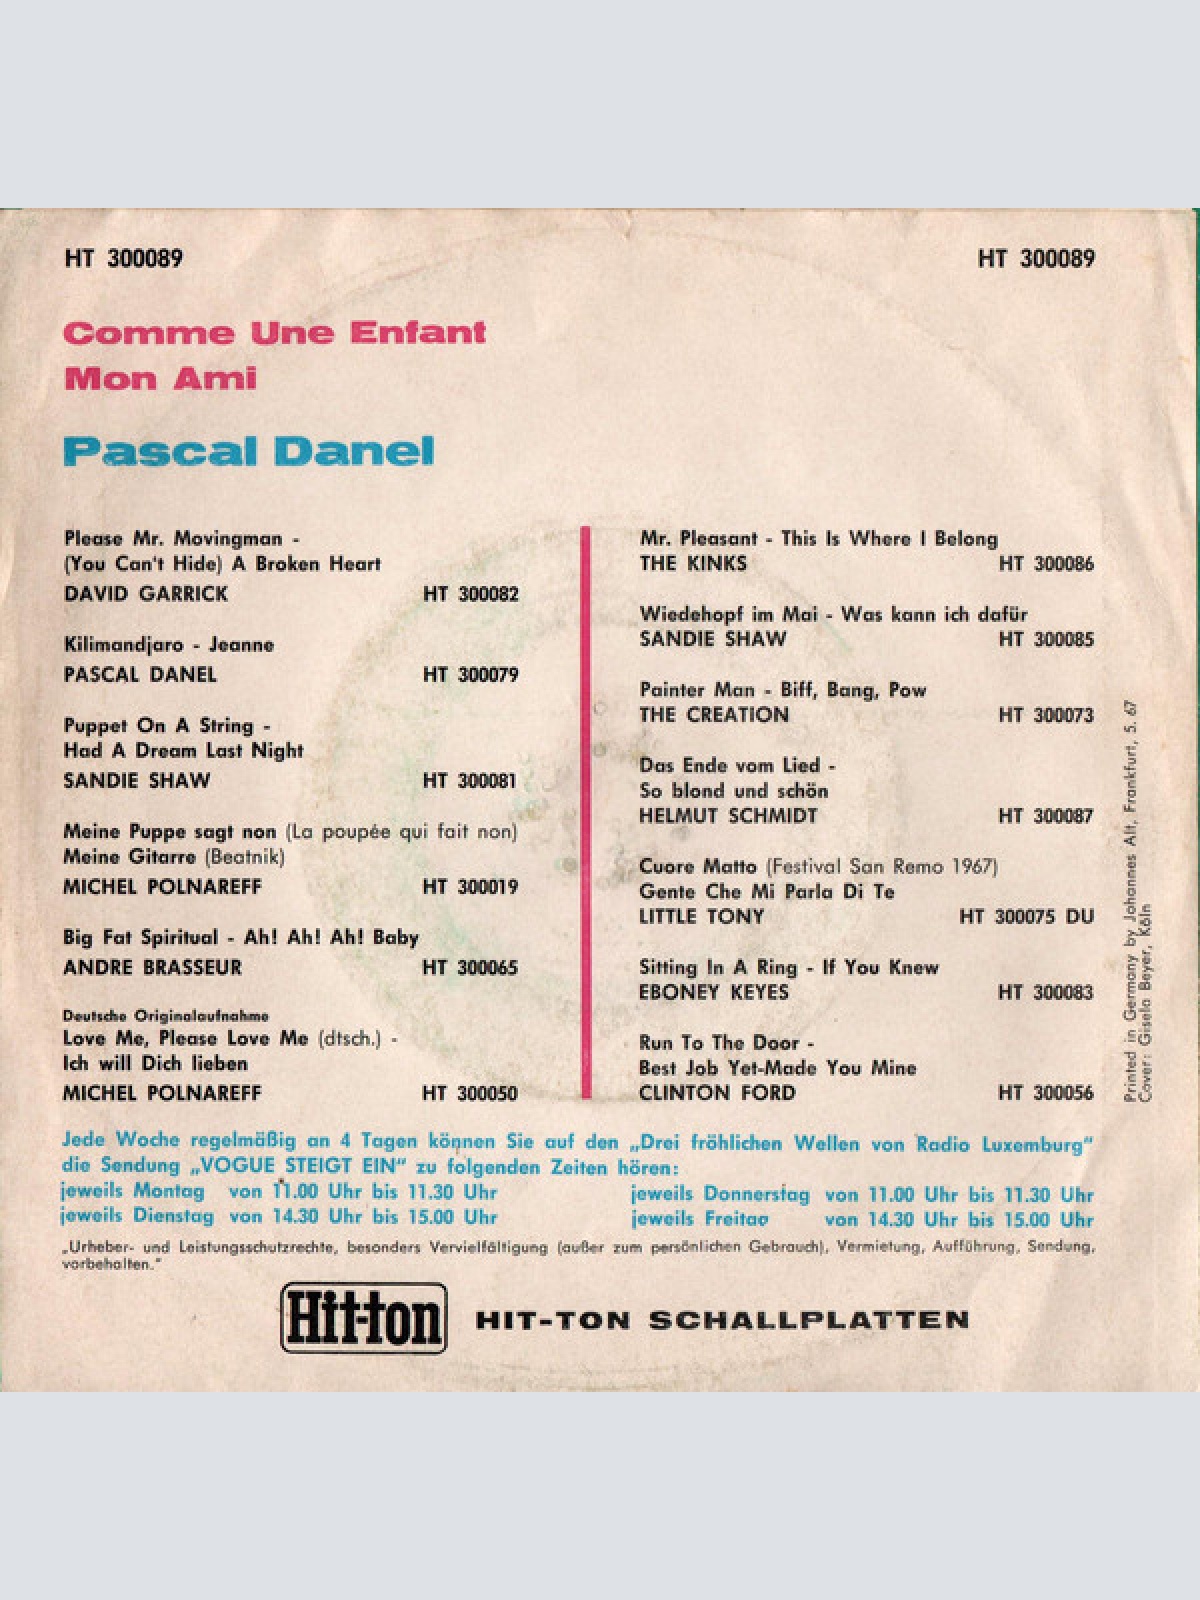 HT 300089
HT 300089
Comme Une Enfant
Mon Ami
Pascal Danel
Please Mr. Movingman -
(You Can't Hide) A Broken Heart
DAVID GARRICK HT 300082
Kilimandjaro - Jeanne
PASCAL DANEL HT 300079
Puppet On A String -
Had A Dream Last Night
SANDIE SHAW HT 300081
Meine Puppe sagt non (La poupée qui fait non)
Meine Gitarre (Beatnik)
MICHEL POLNAREFF HT 300019
Big Fat Spiritual - Ah! Ah! Ah! Baby
ANDRE BRASSEUR HT 300065
Deutsche Originalaufnahme
Love Me, Please Love Me (dtsch.) -
Ich will Dich lieben
MICHEL POLNAREFF HT 300050
Mr. Pleasant - This Is Where I Belong
THE KINKS HT 300086
Wiedehopf im Mai - Was kann ich dafür
SANDIE SHAW HT 300085
Painter Man - Biff, Bang, Pow
THE CREATION HT 300073
Das Ende vom Lied -
So blond und schön
HELMUT SCHMIDT HT 300087
Cuore Matto (Festival San Remo 1967)
Gente Che Mi Parla Di Te
LITTLE TONY HT 300075 DU
Sitting In A Ring - If You Knew
EBONEY KEYES HT 300083
Run To The Door -
Best Job Yet-Made You Mine
CLINTON FORD HT 300056
Printed in Germany by Johannes Alt, Frankfurt, 5. 67
Cover: Gisela Beyer, Köln
Jede Woche regelmäßig an 4 Tagen können Sie auf den „Drei fröhlichen Wellen von Radio Luxemburg“
die Sendung „VOGUE STEIGT EIN“ zu folgenden Zeiten hören:
jeweils Montag von 11.00 Uhr bis 11.30 Uhr jeweils Donnerstag von 11.00 Uhr bis 11.30 Uhr
jeweils Dienstag von 14.30 Uhr bis 15.00 Uhr jeweils Freitag von 14.30 Uhr bis 15.00 Uhr
„Urheber- und Leistungsschutzrechte, besonders Vervielfältigung (außer zum persönlichen Gebrauch), Vermietung, Aufführung, Sendung,
vorbehalten.“
Hit-ton HIT-TON SCHALLPLATTEN